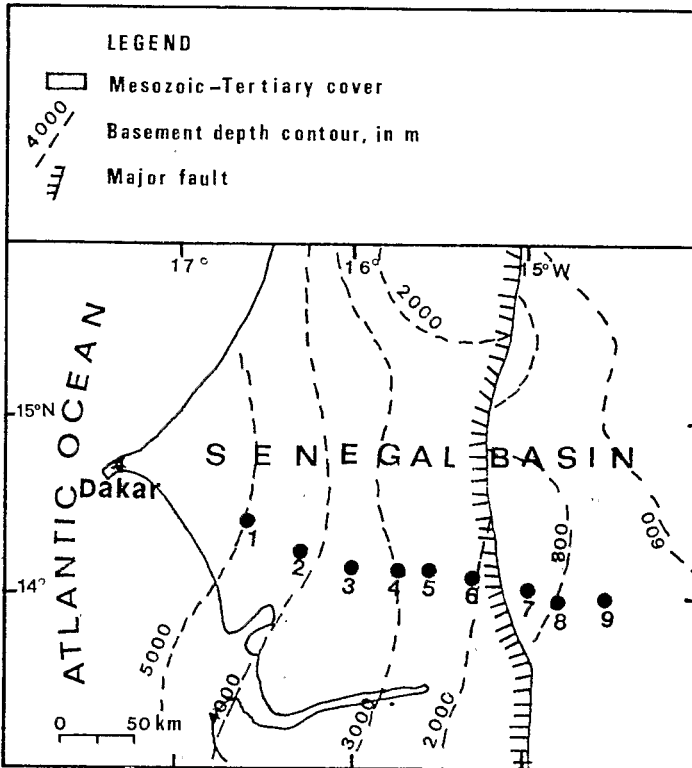 LEGEND
Mesozoic-Tertiary cover
4000
Basement depth contour, in m
Major fault
17°
16°
15°W
2000
15°N
ATLANTIC OCEAN
SENEGAL BASIN
Dakar
600
1
2
3
4
5
6
7
8
9
800
14°
5000
4000
3000
2000
0 50 km